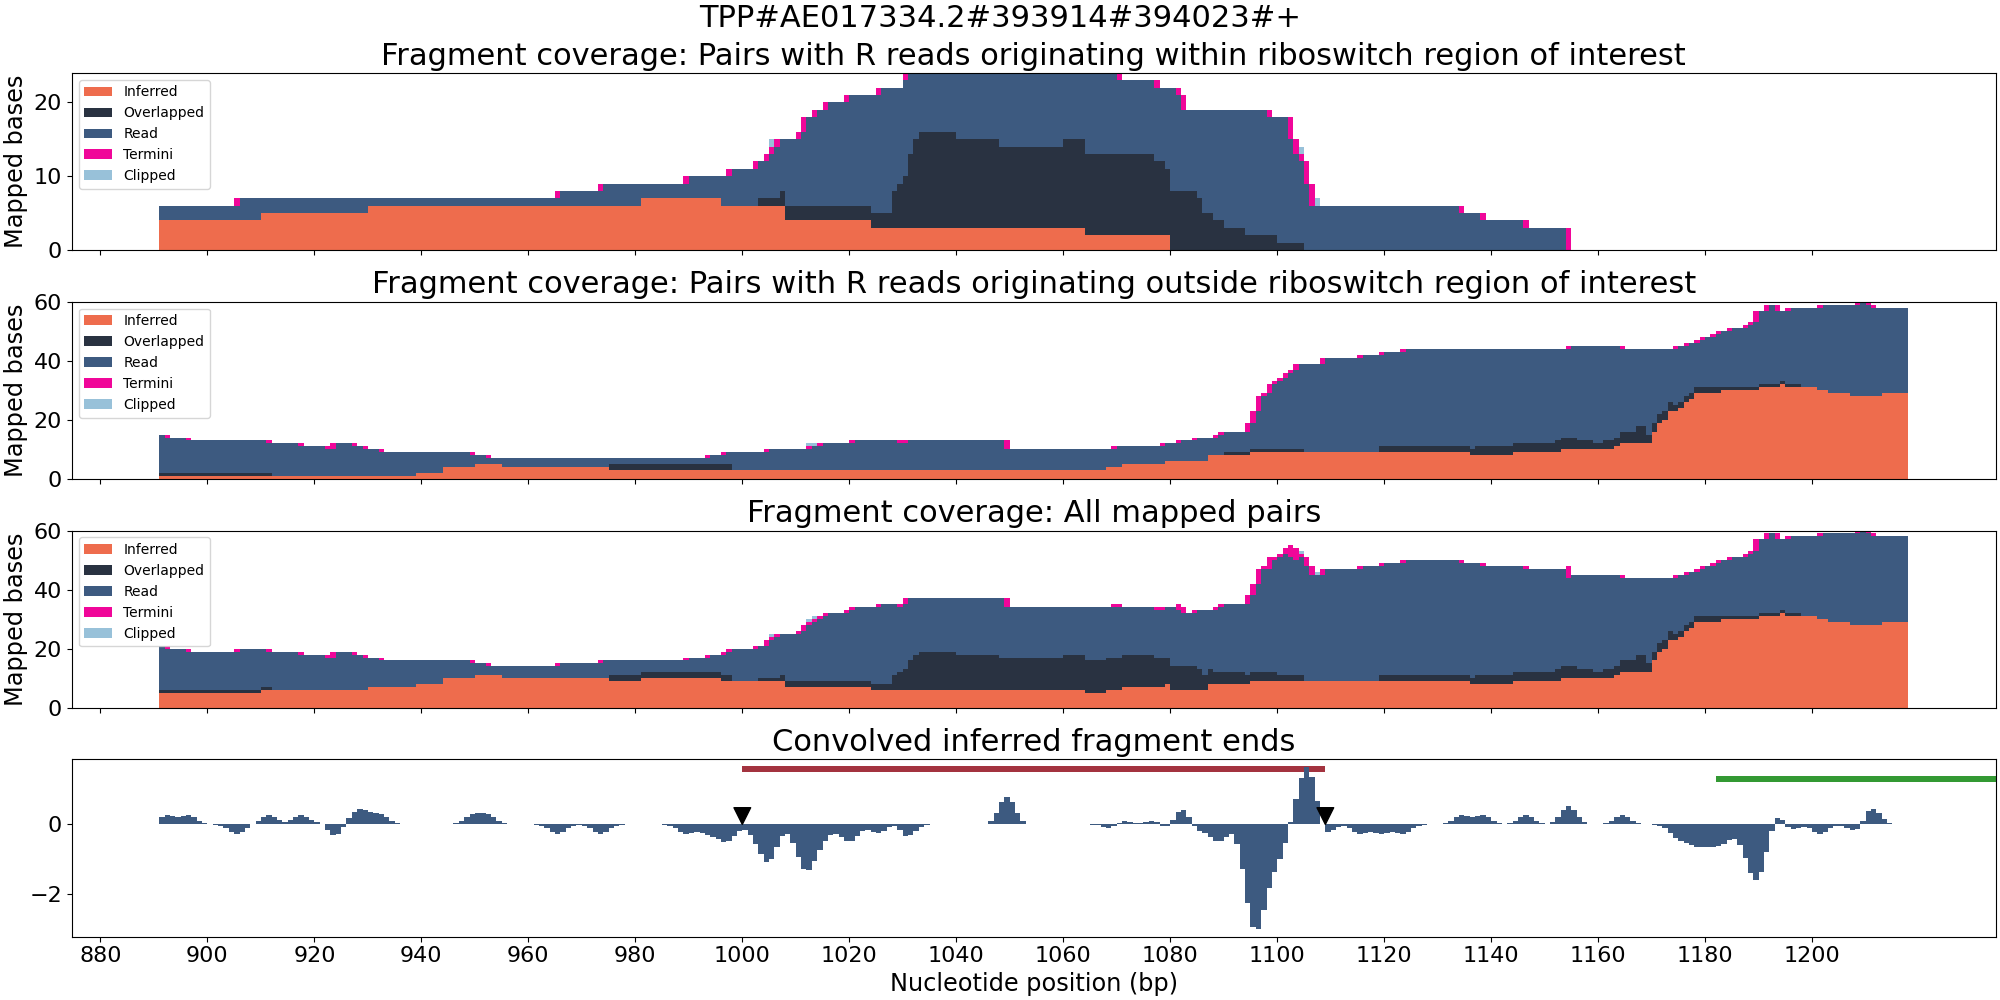 TPP#AE017334.2#393914#394023#+
Fragment coverage: Pairs with R reads originating within riboswitch region of interest
Mapped bases
20
10
0
Inferred
Overlapped
Read
Termini
Clipped
Fragment coverage: Pairs with R reads originating outside riboswitch region of interest
Mapped bases
60
40
20
0
Inferred
Overlapped
Read
Termini
Clipped
Fragment coverage: All mapped pairs
Mapped bases
60
40
20
0
Inferred
Overlapped
Read
Termini
Clipped
Convolved inferred fragment ends
0
−2
880 900 920 940 960 980 1000 1020 1040 1060 1080 1100 1120 1140 1160 1180 1200
Nucleotide position (bp)